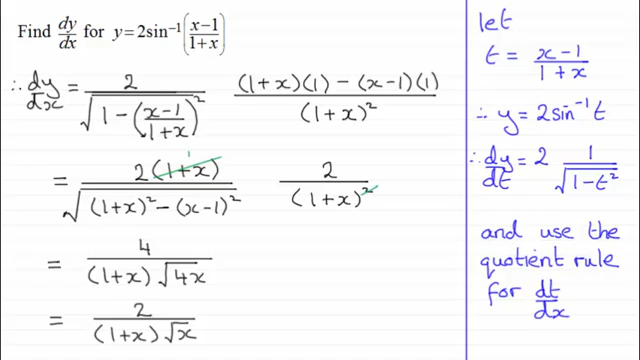 Find dy/dx for y = 2sin⁻¹((x−1)/(1+x))
∴ dy/dx = 2/√(1 − ((x−1)/(1+x))²) ((1+x)(1) − (x−1)(1))/(1+x)²
= 2(1+x)/√((1+x)² − (x−1)²) 2/(1+x)²
1
= 4/((1+x)√4x)
= 2/((1+x)√x)
let
t = (x−1)/(1+x)
∴ y = 2sin⁻¹t
∴ dy/dt = 2 1/√(1−t²)
and use the
quotient rule
for dt/dx